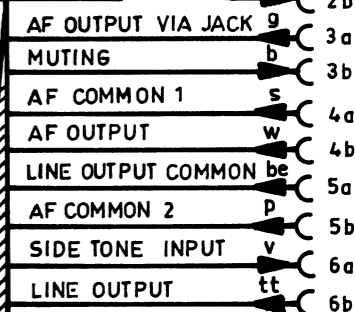 2b
AF OUTPUT VIA JACK g 3a
MUTING b 3b
AF COMMON 1 s 4a
AF OUTPUT w 4b
LINE OUTPUT COMMON be 5a
AF COMMON 2 p 5b
SIDE TONE INPUT v 6a
LINE OUTPUT tt 6b